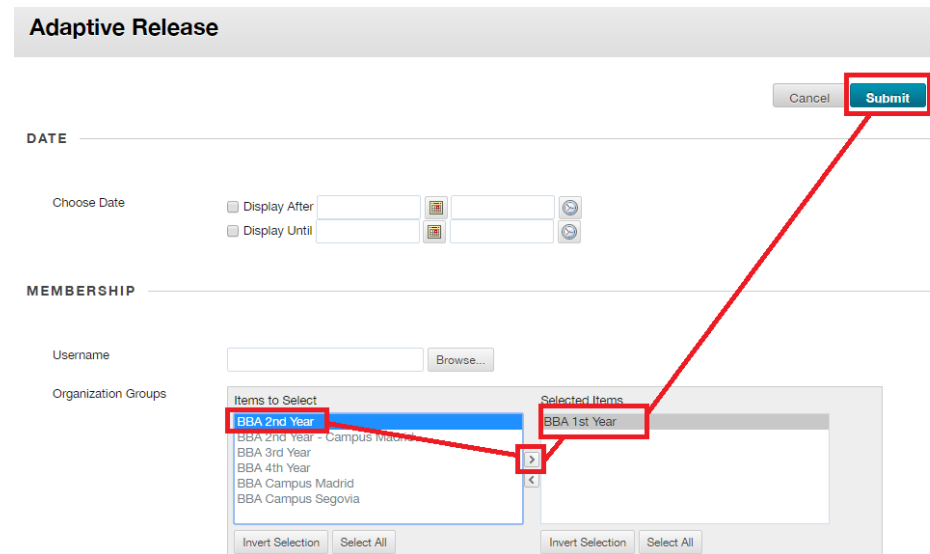 Adaptive Release
Cancel Submit
DATE
Choose Date
Display After
Display Until
MEMBERSHIP
Username
Browse...
Organization Groups
Items to Select
BBA 2nd Year
BBA 2nd Year - Campus Madrid
BBA 3rd Year
BBA 4th Year
BBA Campus Madrid
BBA Campus Segovia
Invert Selection Select All
>
<
Selected Items
BBA 1st Year
Invert Selection Select All